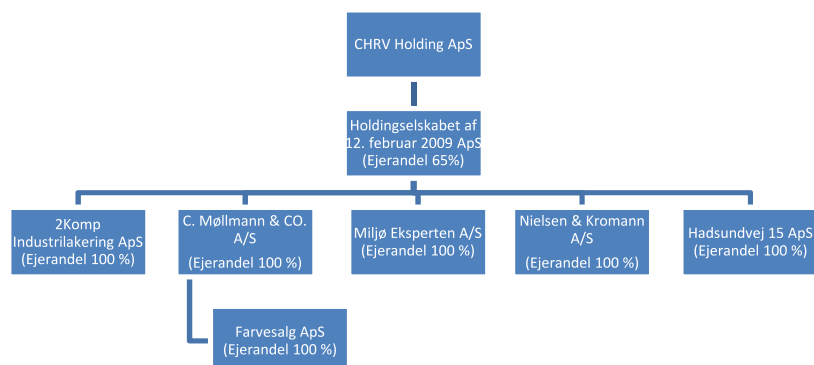 CHRV Holding ApS
Holdingselskabet af
12. februar 2009 ApS
(Ejerandel 65%)
2Komp
Industrilakering ApS
(Ejerandel 100 %)
C. Møllmann & CO.
A/S
(Ejerandel 100 %)
Miljø Eksperten A/S
(Ejerandel 100 %)
Nielsen & Kromann
A/S
(Ejerandel 100 %)
Hadsundvej 15 ApS
(Ejerandel 100 %)
Farvesalg ApS
(Ejerandel 100 %)